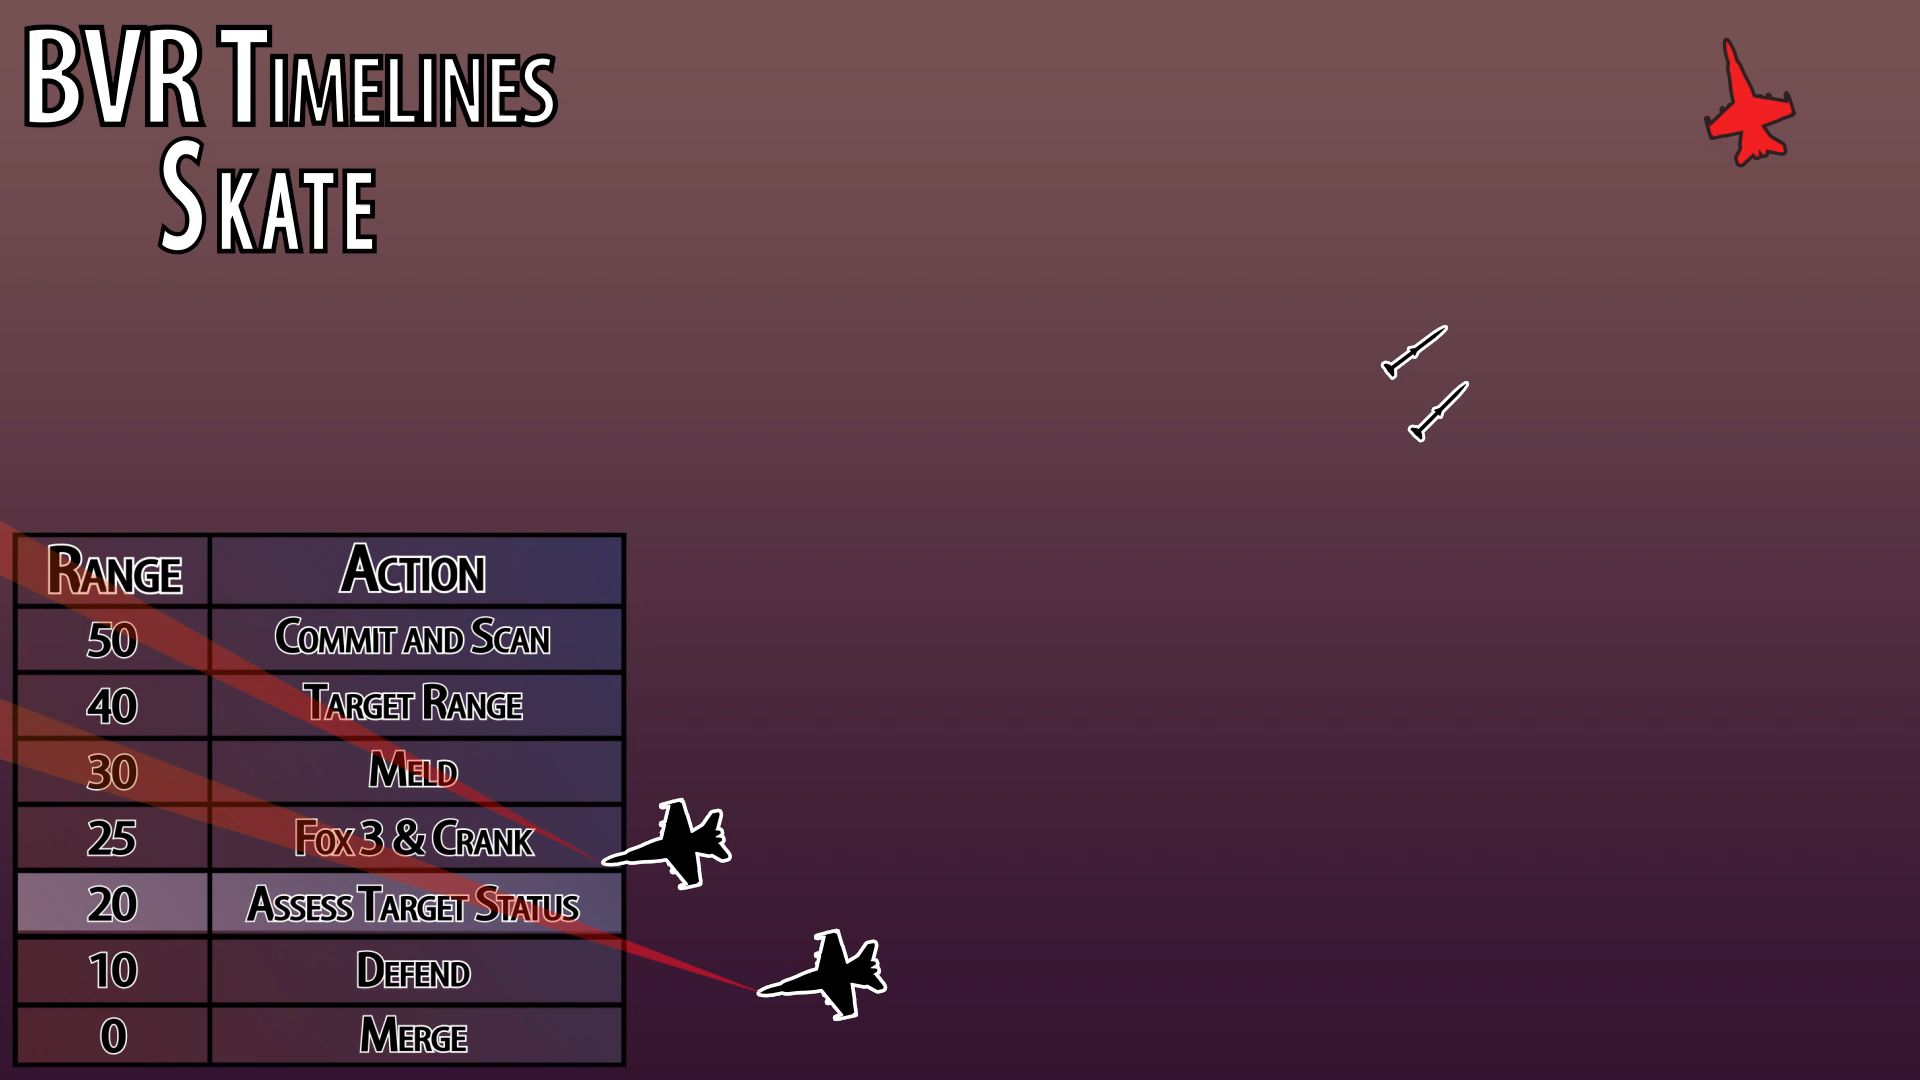 BVR Timelines
Skate
Range Action
50 Commit and Scan
40 Target Range
30 Meld
25 Fox 3 & Crank
20 Assess Target Status
10 Defend
0 Merge